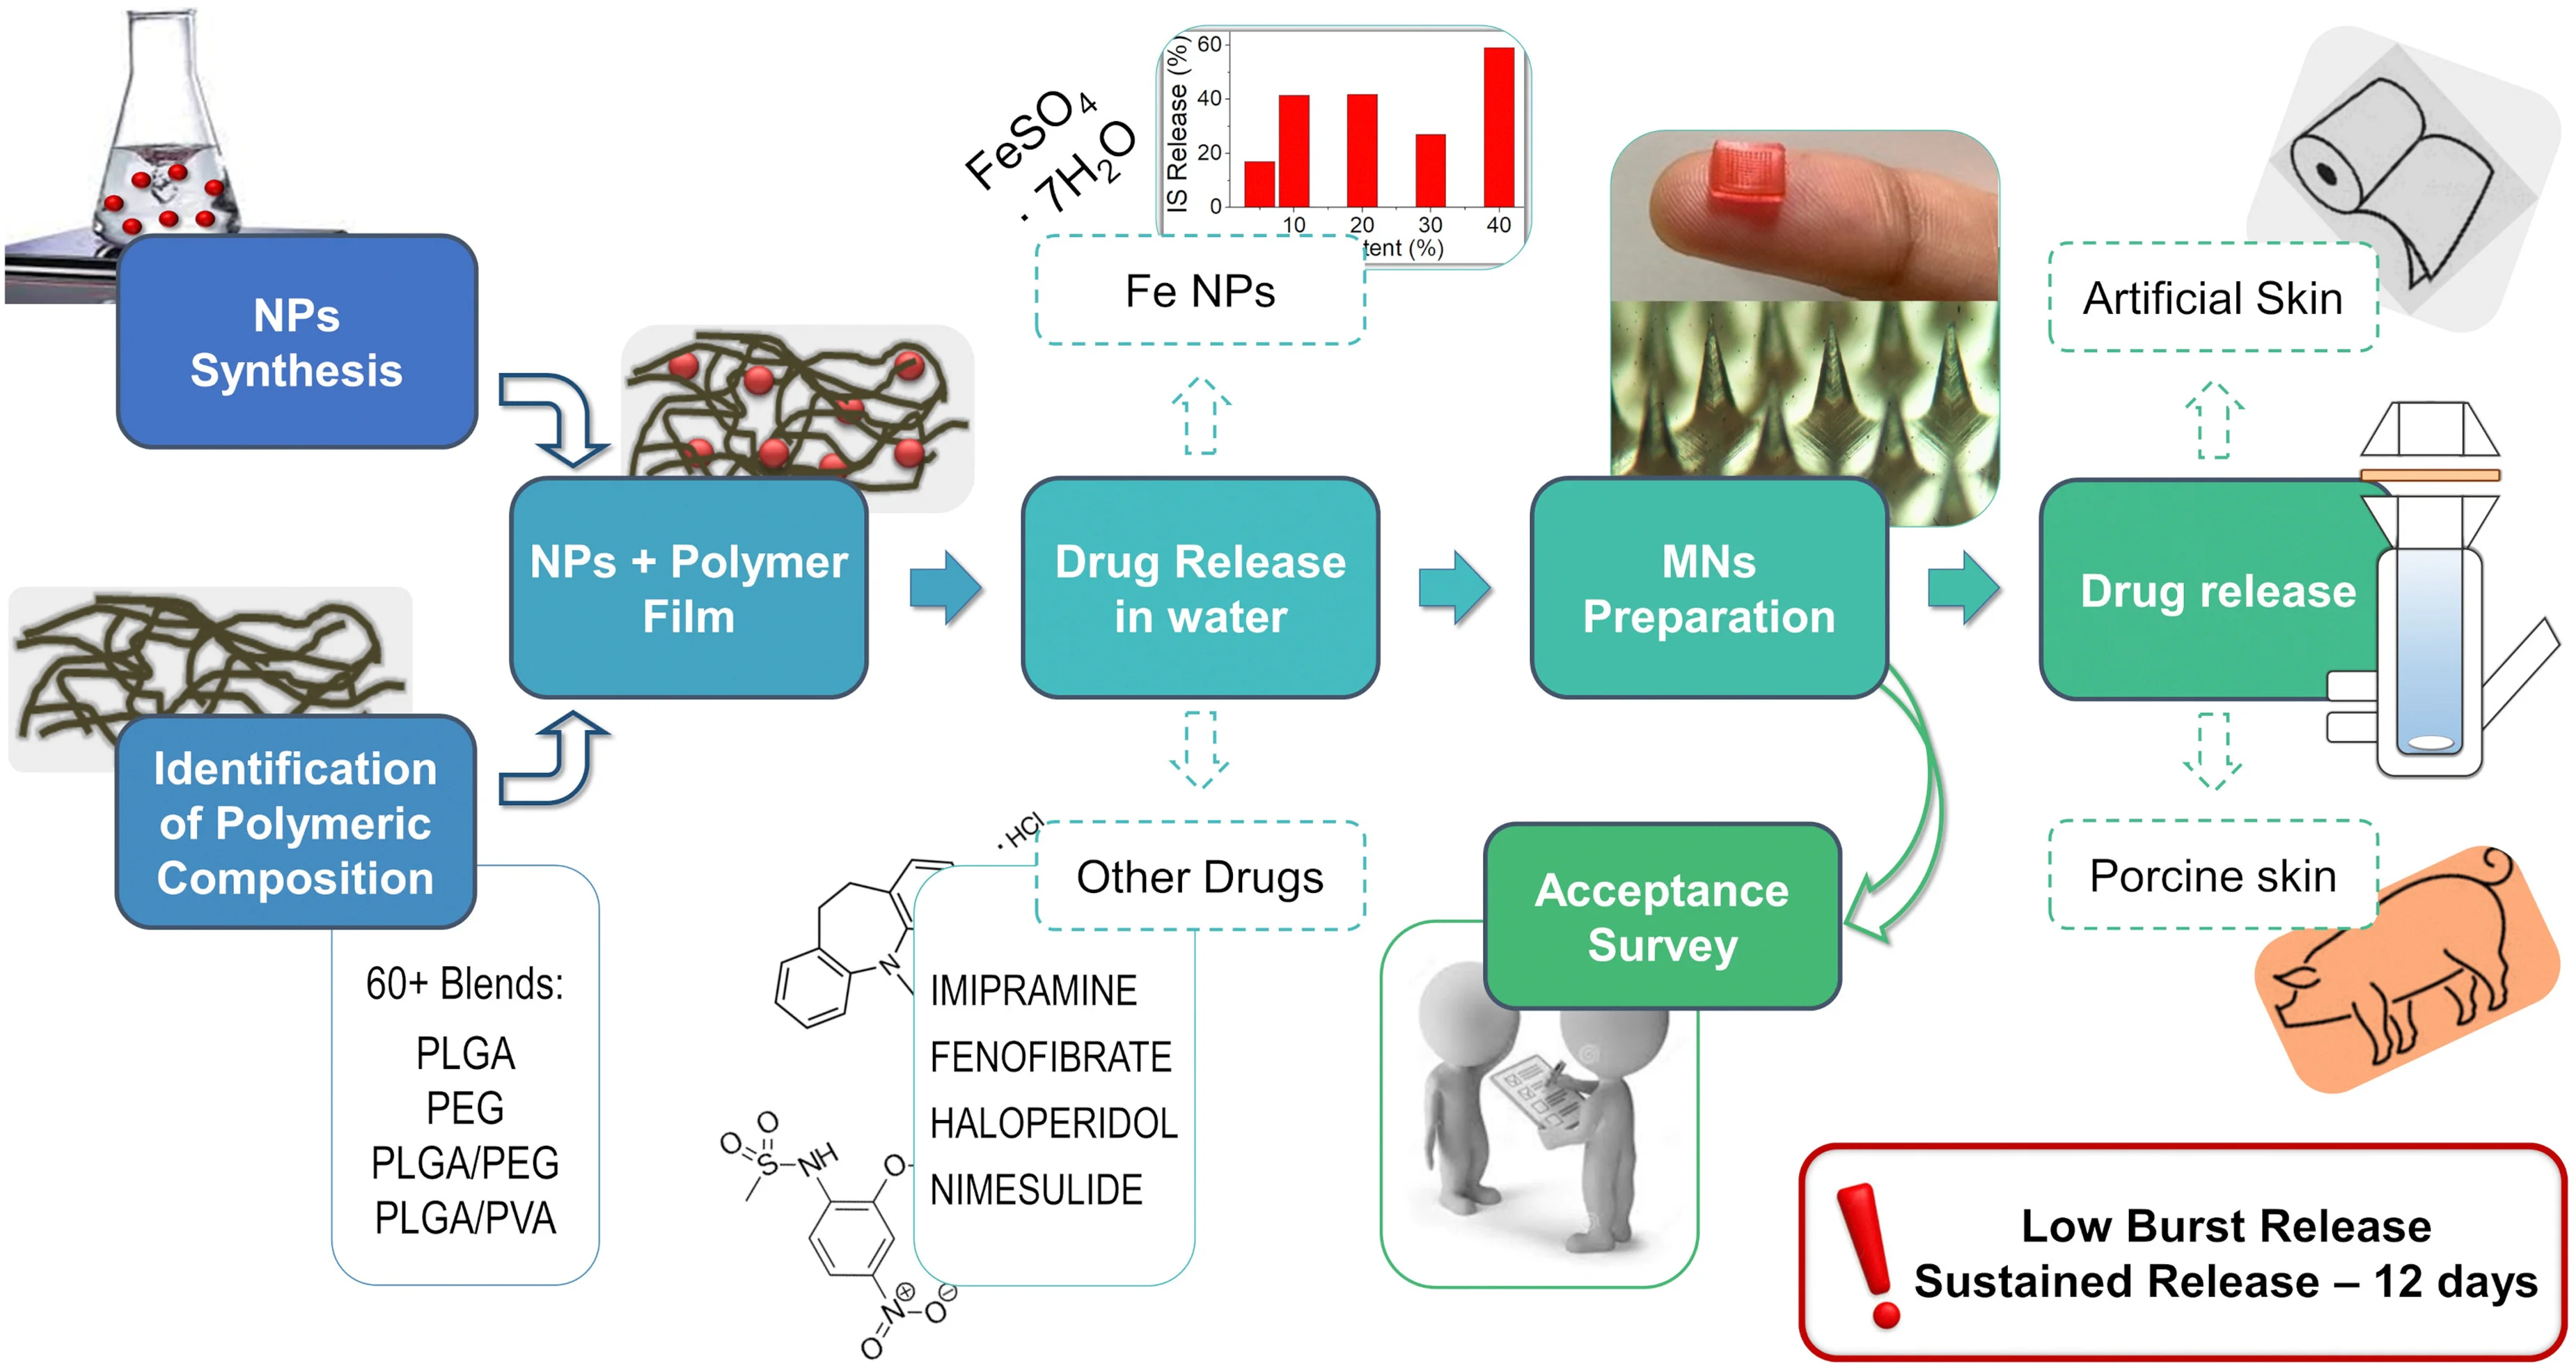 NPs
Synthesis
Identification
of Polymeric
Composition
60+ Blends:
PLGA
PEG
PLGA/PEG
PLGA/PVA
NPs + Polymer
Film
FeSO₄
· 7H₂O
IS Release (%)
60
40
20
0
10 20 30 40
tent (%)
Fe NPs
Drug Release
in water
Other Drugs
· HCl
N
IMIPRAMINE
FENOFIBRATE
HALOPERIDOL
NIMESULIDE
O
O
S
NH
O
N⊕
O⊖
O
MNs
Preparation
Acceptance
Survey
Artificial Skin
Drug release
Porcine skin
Low Burst Release
Sustained Release – 12 days